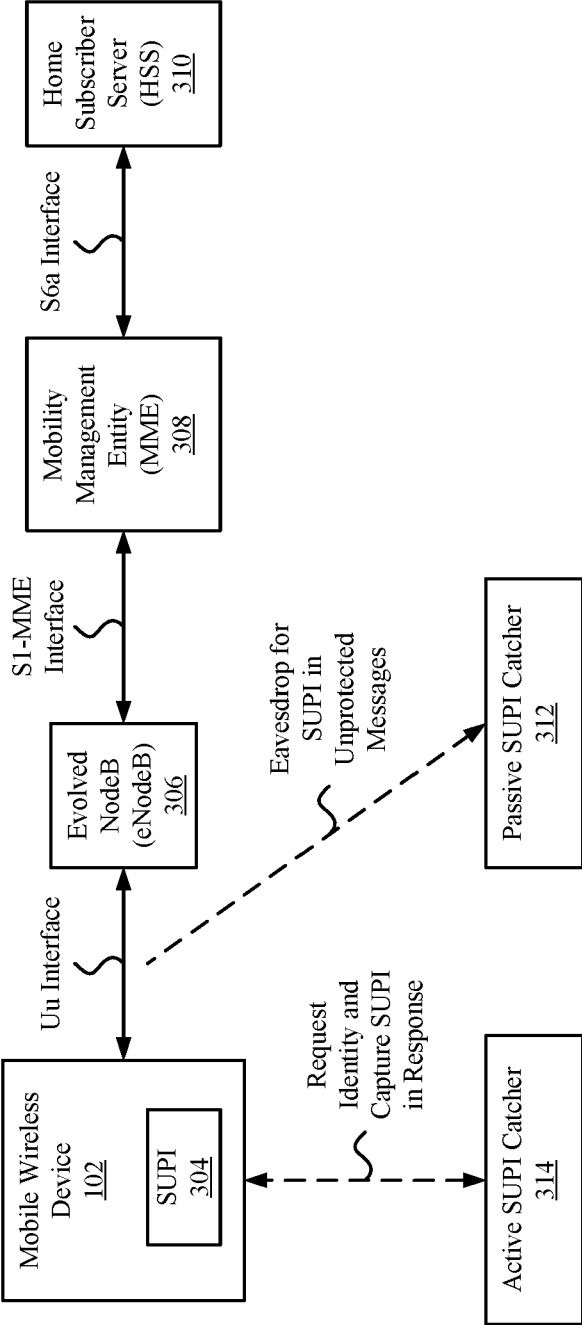 Mobile Wireless
Device
102
SUPI
304
Uu Interface
Evolved
NodeB
(eNodeB)
306
S1-MME
Interface
Mobility
Management
Entity
(MME)
308
S6a Interface
Home
Subscriber
Server
(HSS)
310
Request
Identity and
Capture SUPI
in Response
Eavesdrop for
SUPI in
Unprotected
Messages
Active SUPI Catcher
314
Passive SUPI Catcher
312